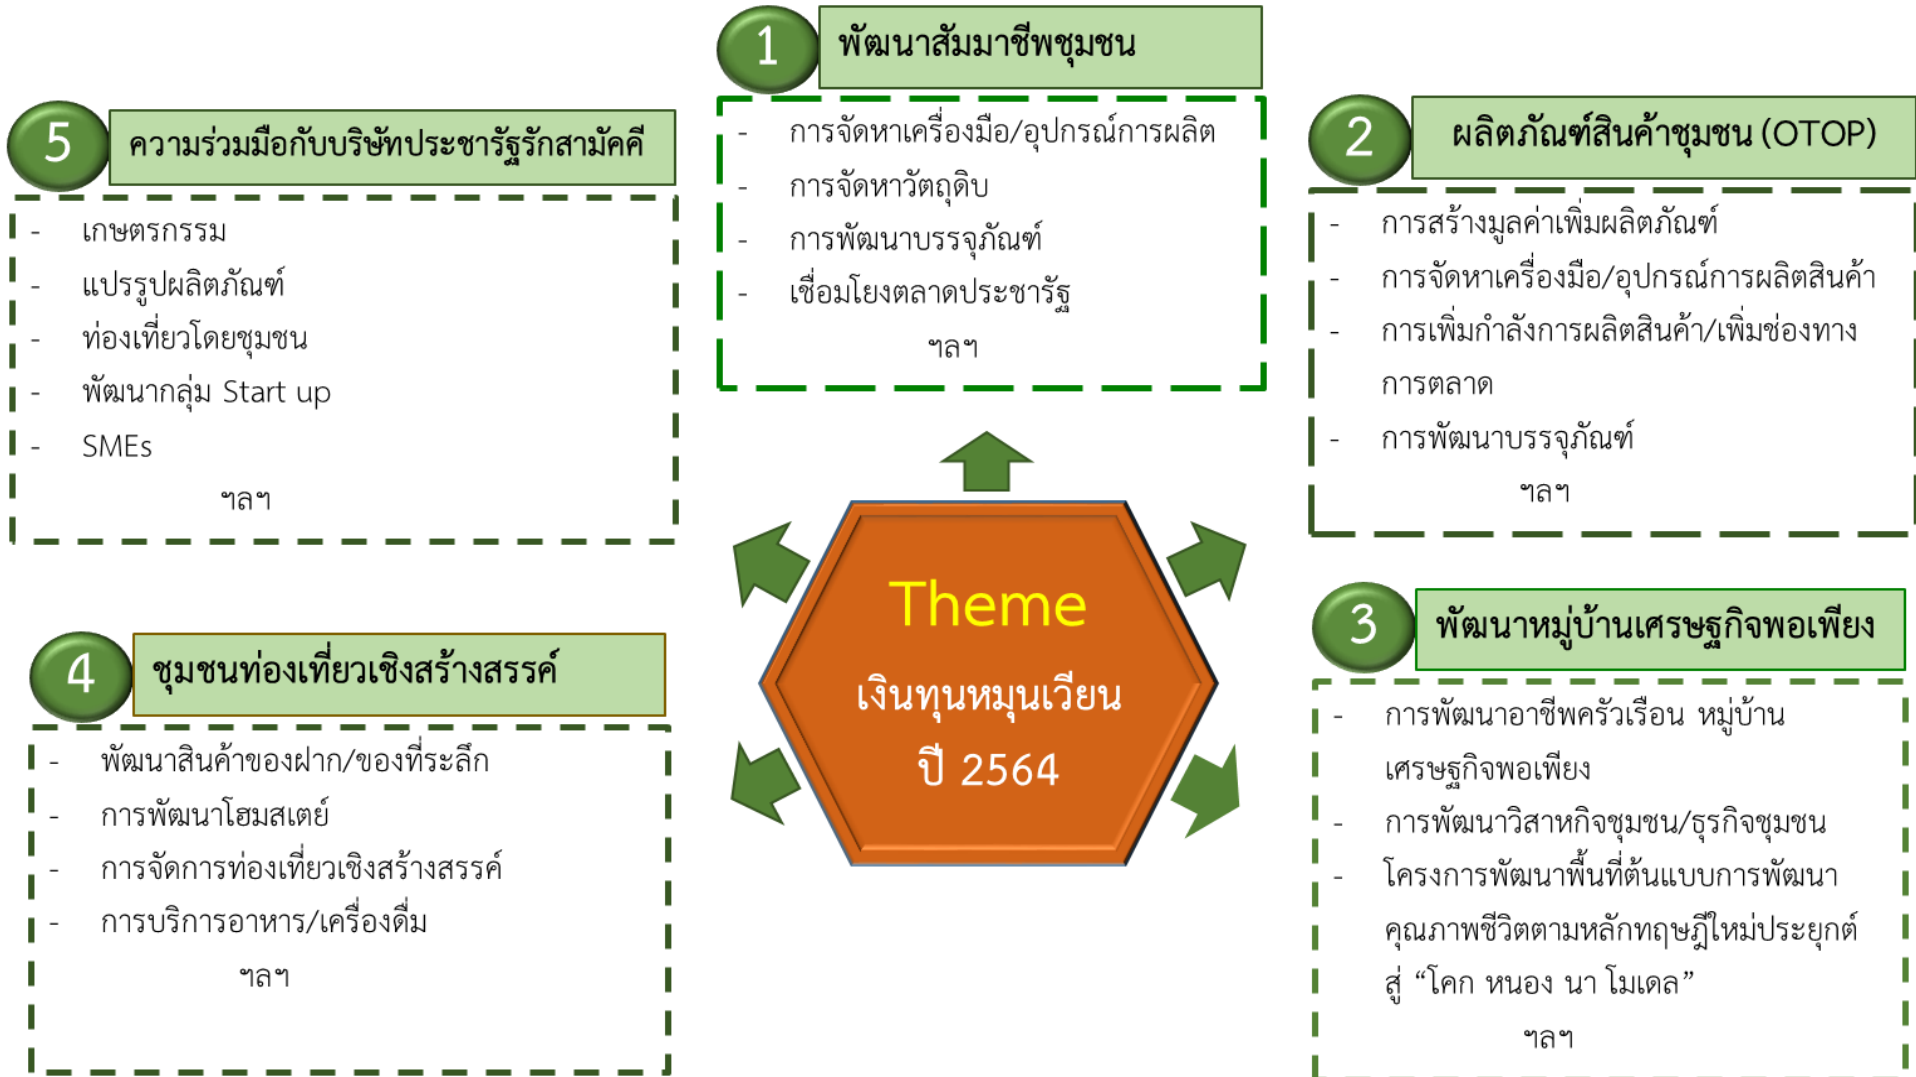 1
พัฒนาสัมมาชีพชุมชน
- การจัดหาเครื่องมือ/อุปกรณ์การผลิต
- การจัดหาวัตถุดิบ
- การพัฒนาบรรจุภัณฑ์
- เชื่อมโยงตลาดประชารัฐ
ฯลฯ
2
ผลิตภัณฑ์สินค้าชุมชน (OTOP)
- การสร้างมูลค่าเพิ่มผลิตภัณฑ์
- การจัดหาเครื่องมือ/อุปกรณ์การผลิตสินค้า
- การเพิ่มกำลังการผลิตสินค้า/เพิ่มช่องทาง
การตลาด
- การพัฒนาบรรจุภัณฑ์
ฯลฯ
3
พัฒนาหมู่บ้านเศรษฐกิจพอเพียง
- การพัฒนาอาชีพครัวเรือน หมู่บ้าน
เศรษฐกิจพอเพียง
- การพัฒนาวิสาหกิจชุมชน/ธุรกิจชุมชน
- โครงการพัฒนาพื้นที่ต้นแบบการพัฒนา
คุณภาพชีวิตตามหลักทฤษฎีใหม่ประยุกต์
สู่ “โคก หนอง นา โมเดล”
ฯลฯ
4
ชุมชนท่องเที่ยวเชิงสร้างสรรค์
- พัฒนาสินค้าของฝาก/ของที่ระลึก
- การพัฒนาโฮมสเตย์
- การจัดการท่องเที่ยวเชิงสร้างสรรค์
- การบริการอาหาร/เครื่องดื่ม
ฯลฯ
5
ความร่วมมือกับบริษัทประชารัฐรักสามัคคี
- เกษตรกรรม
- แปรรูปผลิตภัณฑ์
- ท่องเที่ยวโดยชุมชน
- พัฒนากลุ่ม Start up
- SMEs
ฯลฯ
Theme
เงินทุนหมุนเวียน
ปี 2564